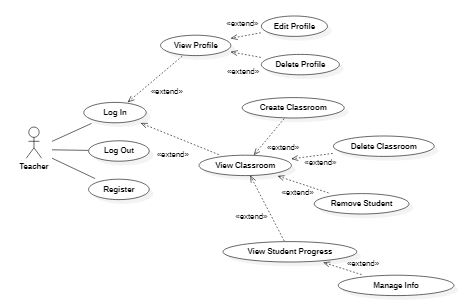 «extend»
Edit Profile
View Profile
«extend»
Delete Profile
«extend»
Log In
Create Classroom
Teacher
Log Out
«extend»
«extend»
Delete Classroom
«extend»
View Classroom
Register
«extend»
Remove Student
«extend»
View Student Progress
«extend»
Manage Info